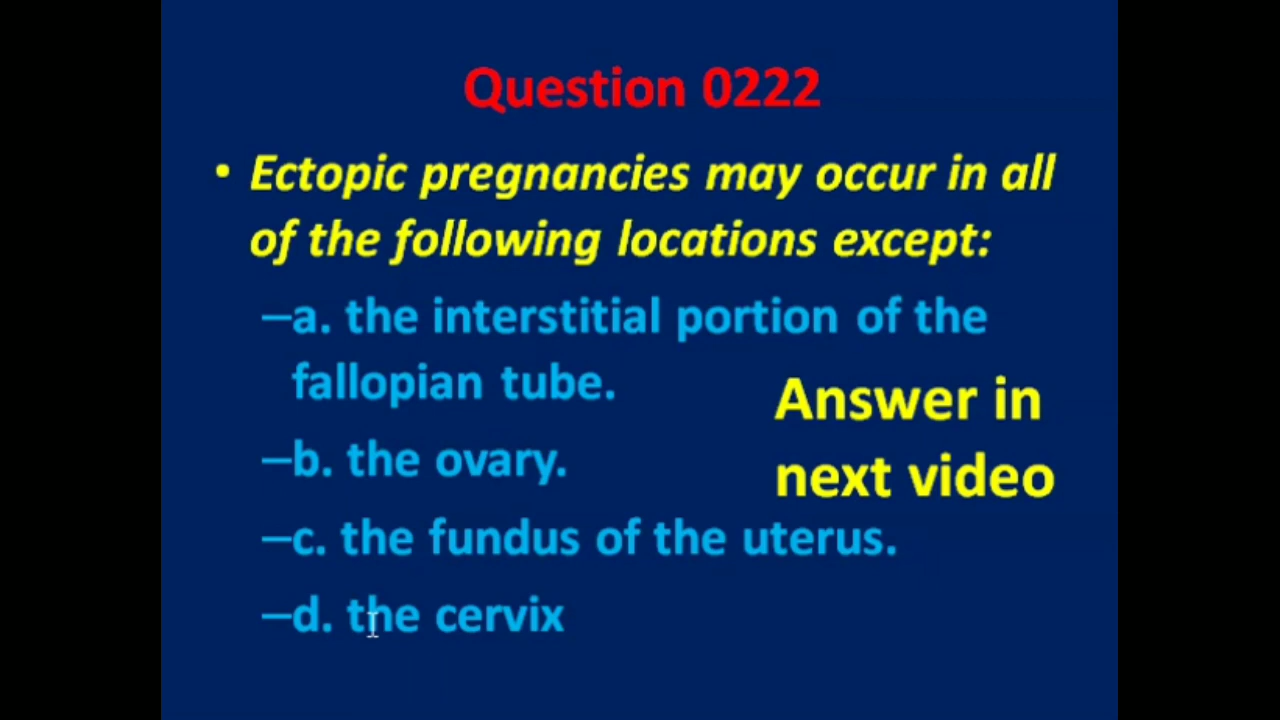 Question 0222
• Ectopic pregnancies may occur in all
of the following locations except:
–a. the interstitial portion of the
fallopian tube.
–b. the ovary.
Answer in
next video
–c. the fundus of the uterus.
–d. the cervix